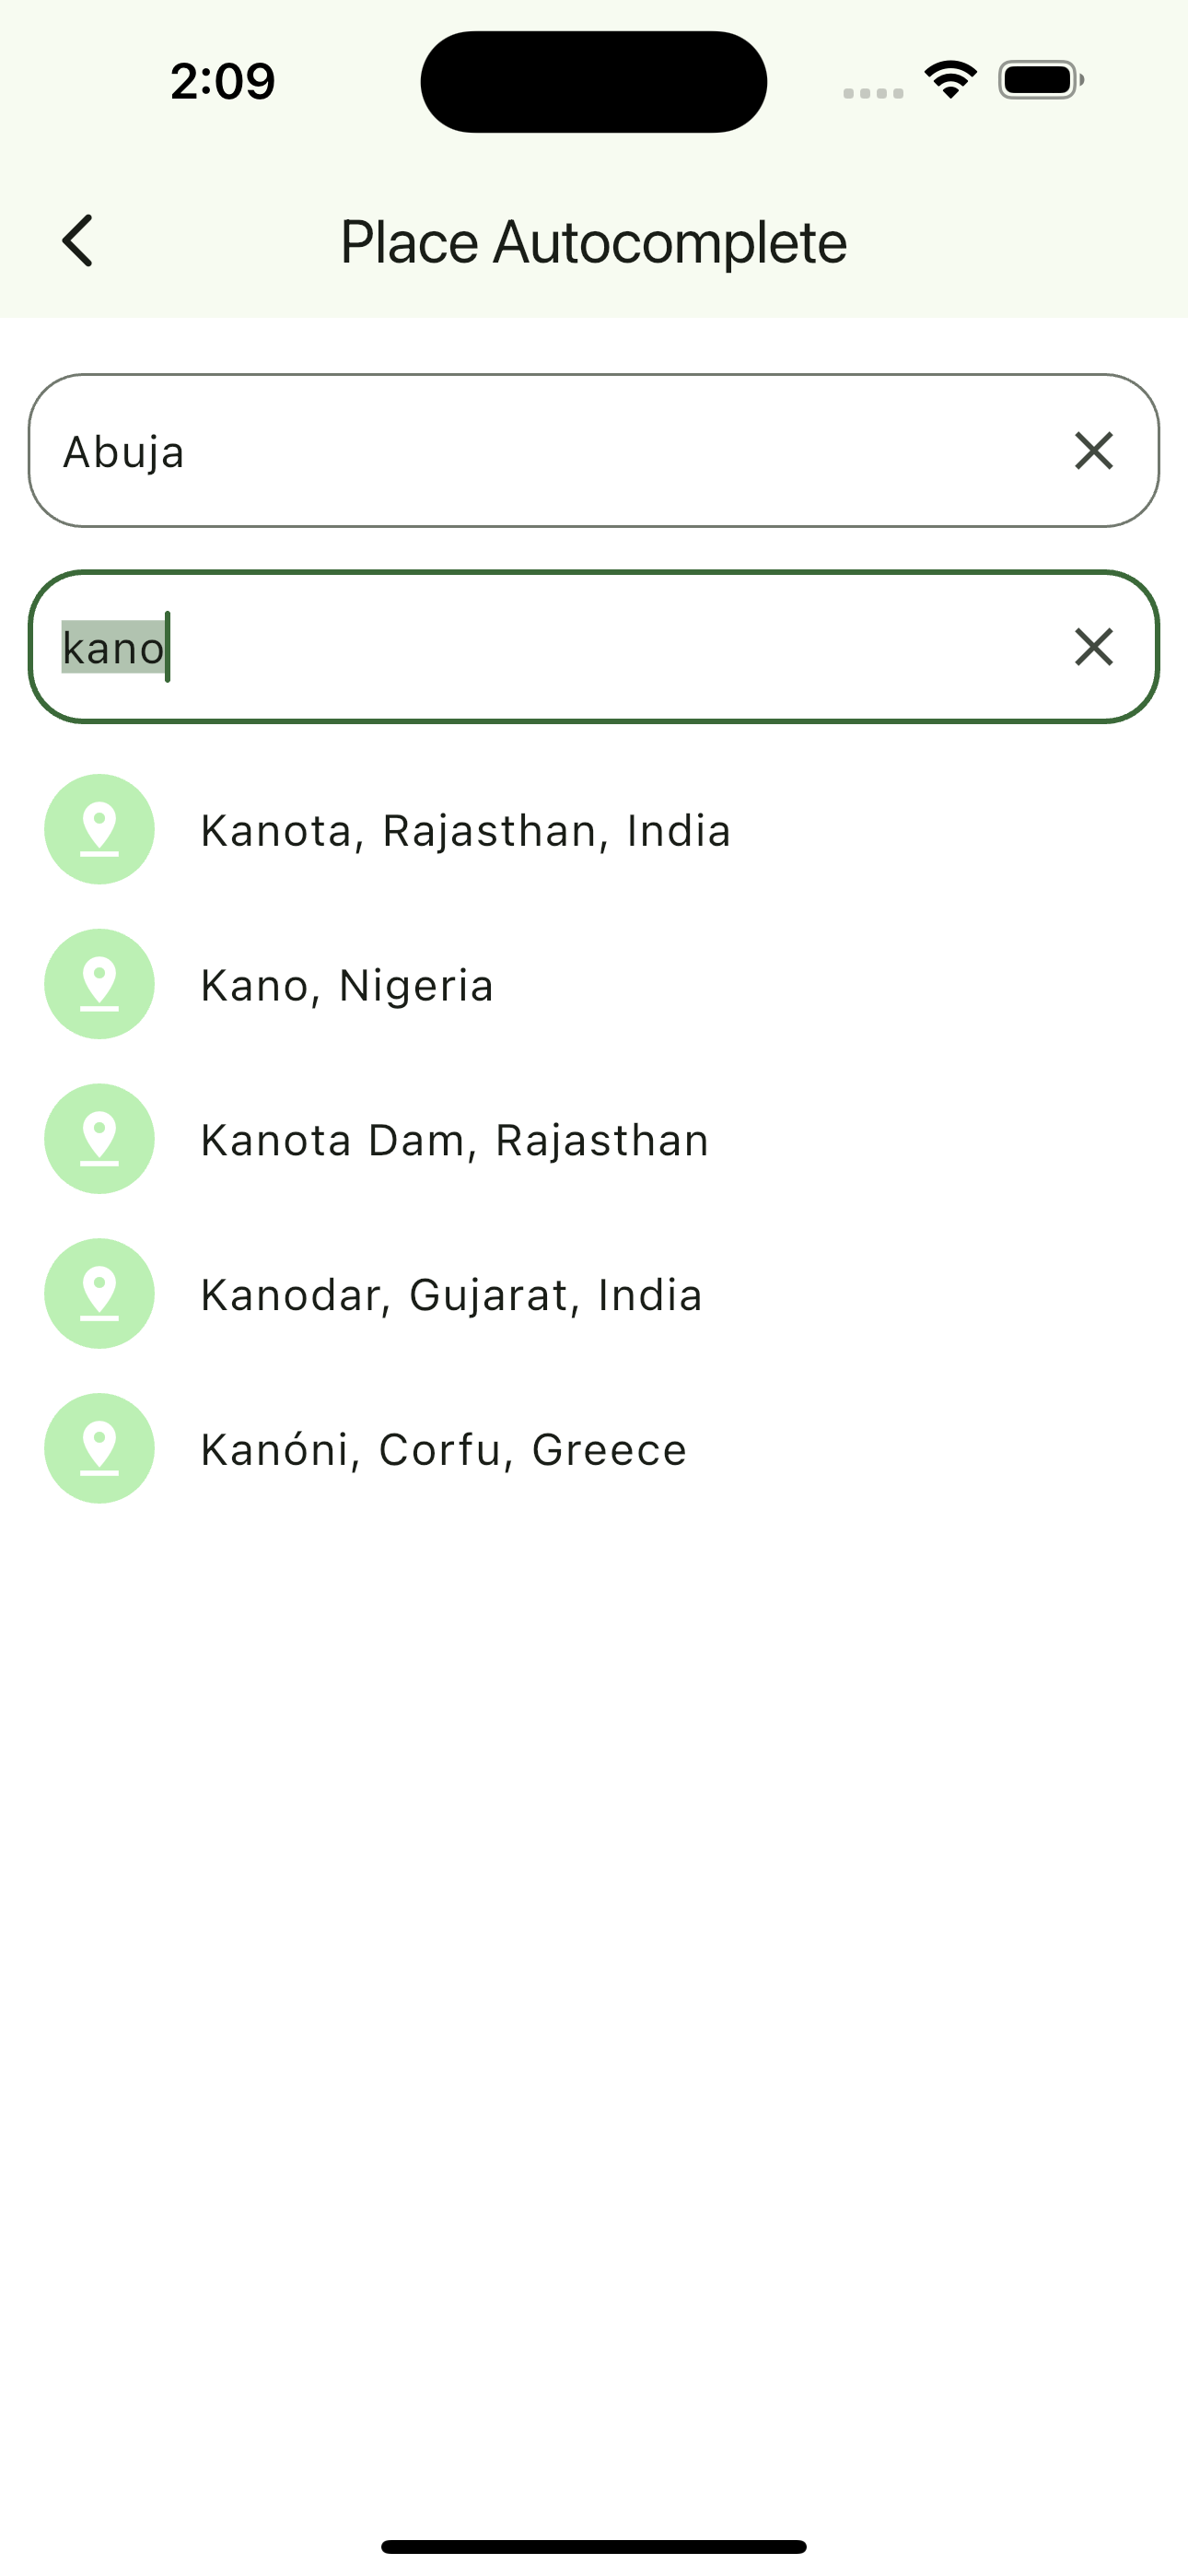 2:09
Place Autocomplete
Abuja
kano
Kanota, Rajasthan, India
Kano, Nigeria
Kanota Dam, Rajasthan
Kanodar, Gujarat, India
Kanóni, Corfu, Greece